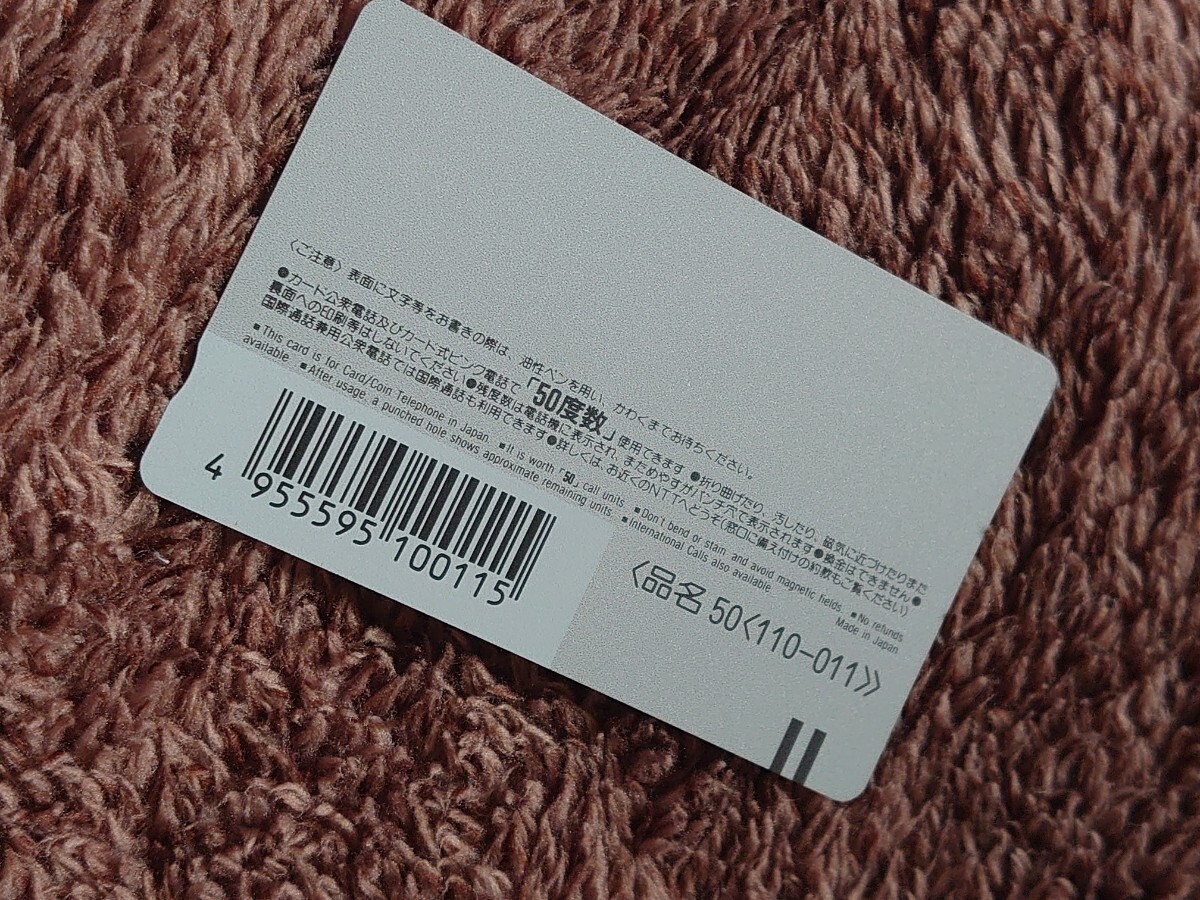 〈ご注意〉表面に文字等をお書きの際は、油性ペンを用い、かわくまでお待ちください。
●カード公衆電話及びカード式ピンク電話で「50度数」使用できます ●折り曲げたり、汚したり、磁気に近づけたりまた
裏面への印刷等はしないでください●残度数は電話機に表示され、まためやすがパンチ穴で表示されます●換金はできません●
国際通話兼用公衆電話では国際通話も利用できます●詳しくは、お近くのNTTへどうぞ(窓口に備え付けの約款もご覧ください)
■This card is for Card/Coin Telephone in Japan. ■It is worth「50」call units. ■Don't bend or stain, and avoid magnetic fields. ■No refunds
available. ■After usage, a punched hole shows approximate remaining units. ■International Calls also available. Made in Japan
4 955595 100115
〈品名 50〈110-011〉〉